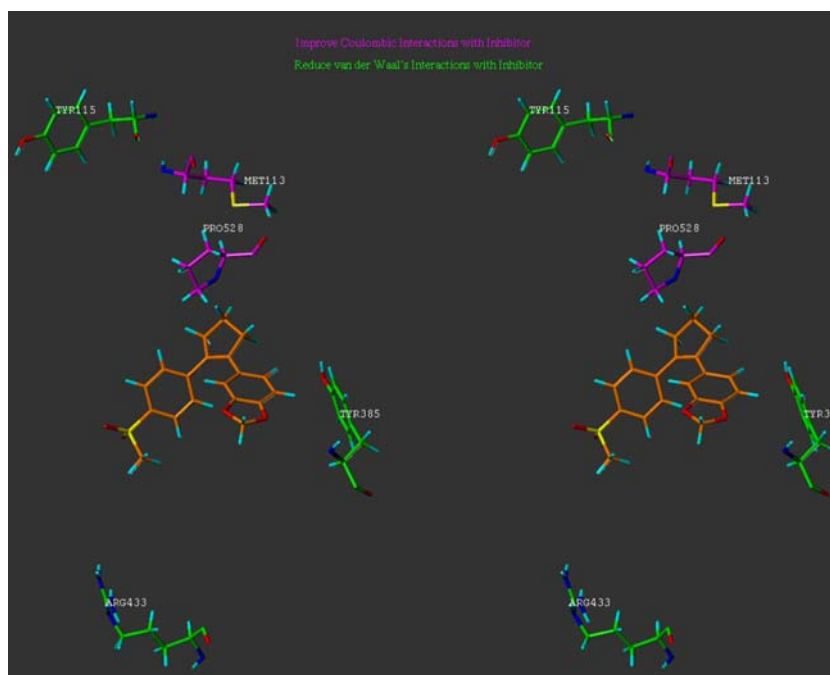 Improve Coulombic Interactions with Inhibitor
Reduce van der Waal's Interactions with Inhibitor
TYR115 TYR115
MET113 MET113
PRO528 PRO528
TYR385 TYR3
ARG433 ARG433